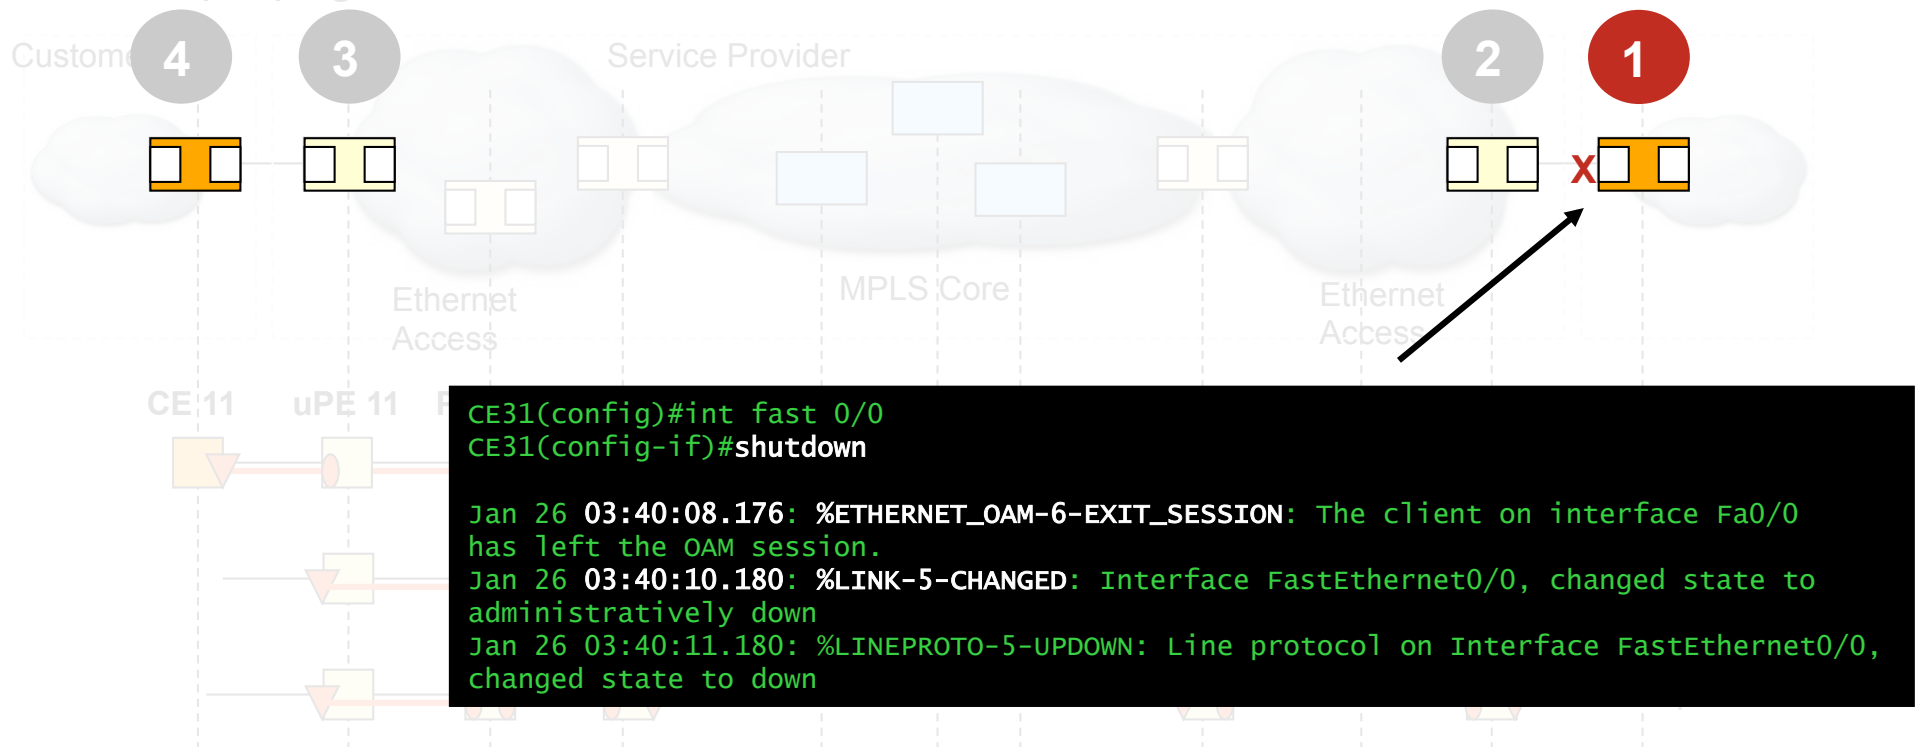 4
3
2
1
Custome
Service Provider
X
MPLS Core
Ethernet
Access
Ethernet
Access
CE 11
uPE 11
CE31(config)#int fast 0/0
CE31(config-if)#shutdown
Jan 26 03:40:08.176: %ETHERNET_OAM-6-EXIT_SESSION: The client on interface Fa0/0
has left the OAM session.
Jan 26 03:40:10.180: %LINK-5-CHANGED: Interface FastEthernet0/0, changed state to
administratively down
Jan 26 03:40:11.180: %LINEPROTO-5-UPDOWN: Line protocol on Interface FastEthernet0/0,
changed state to down